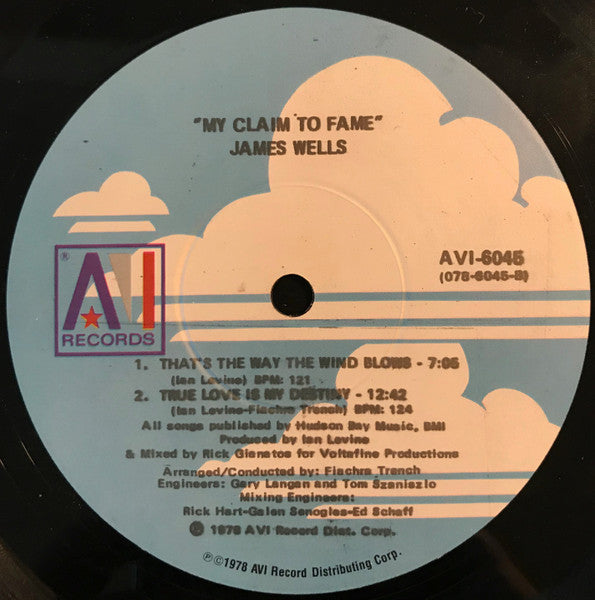 "MY CLAIM TO FAME"
JAMES WELLS
AVI-6045
(078-6045-B)
®
AVI
RECORDS
1. THAT'S THE WAY THE WIND BLOWS - 7:05
(Ian Levine) BPM: 121
2. TRUE LOVE IS MY DESTINY - 12:42
(Ian Levine-Fiachra Trench) BPM: 124
All songs published by Hudson Bay Music, BMI
Produced by Ian Levine
& Mixed by Rick Gianatos for Voltafine Productions
Arranged/Conducted by: Fiachra Trench
Engineers: Gary Langan and Tom Szaniszlo
Mixing Engineers:
Rick Hart-Galen Senogles-Ed Schaff
℗ 1978 AVI Record Dist. Corp.
℗©1978 AVI Record Distributing Corp.